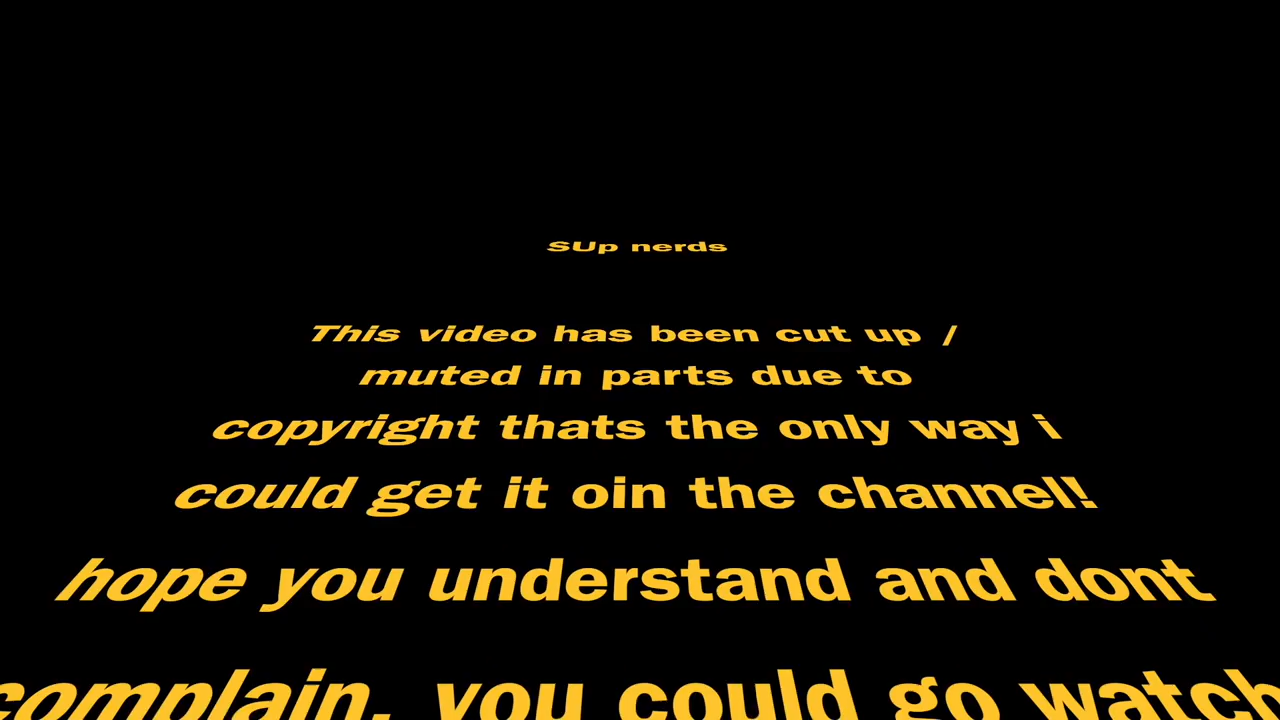 SUp nerds
This video has been cut up /
muted in parts due to
copyright thats the only way i
could get it oin the channel!
hope you understand and dont
complain, you could go watch